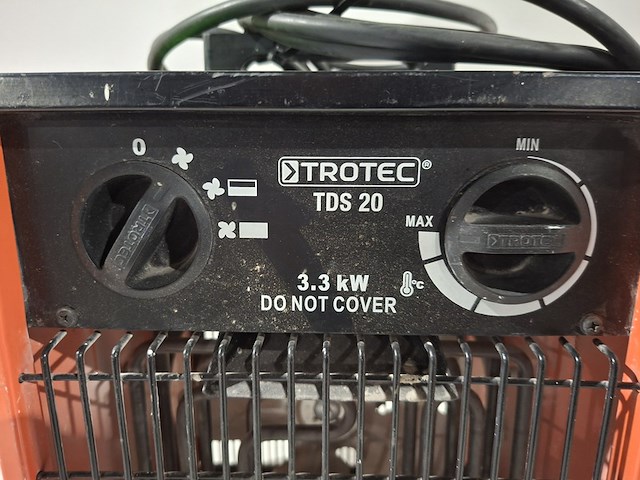 0
MIN
TROTEC®
TDS 20
MAX
3.3 kW
°C
DO NOT COVER
TROTEC
TROTEC